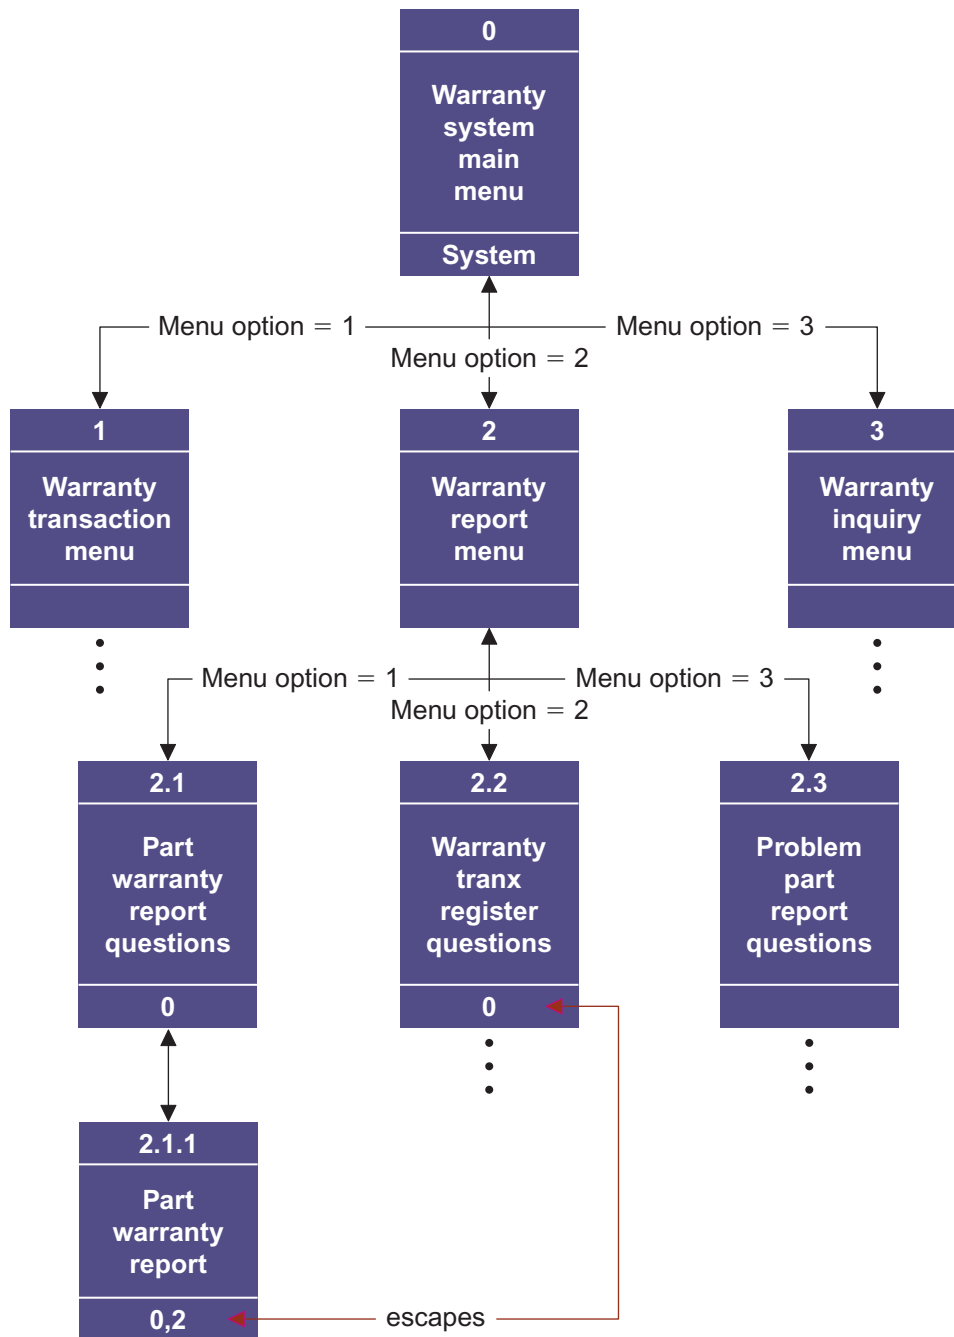 0
Warranty
system
main
menu
System
Menu option = 1
Menu option = 3
Menu option = 2
1
Warranty
transaction
menu
2
Warranty
report
menu
3
Warranty
inquiry
menu
Menu option = 1
Menu option = 3
Menu option = 2
2.1
Part
warranty
report
questions
0
2.2
Warranty
tranx
register
questions
0
2.3
Problem
part
report
questions
2.1.1
Part
warranty
report
0,2
escapes